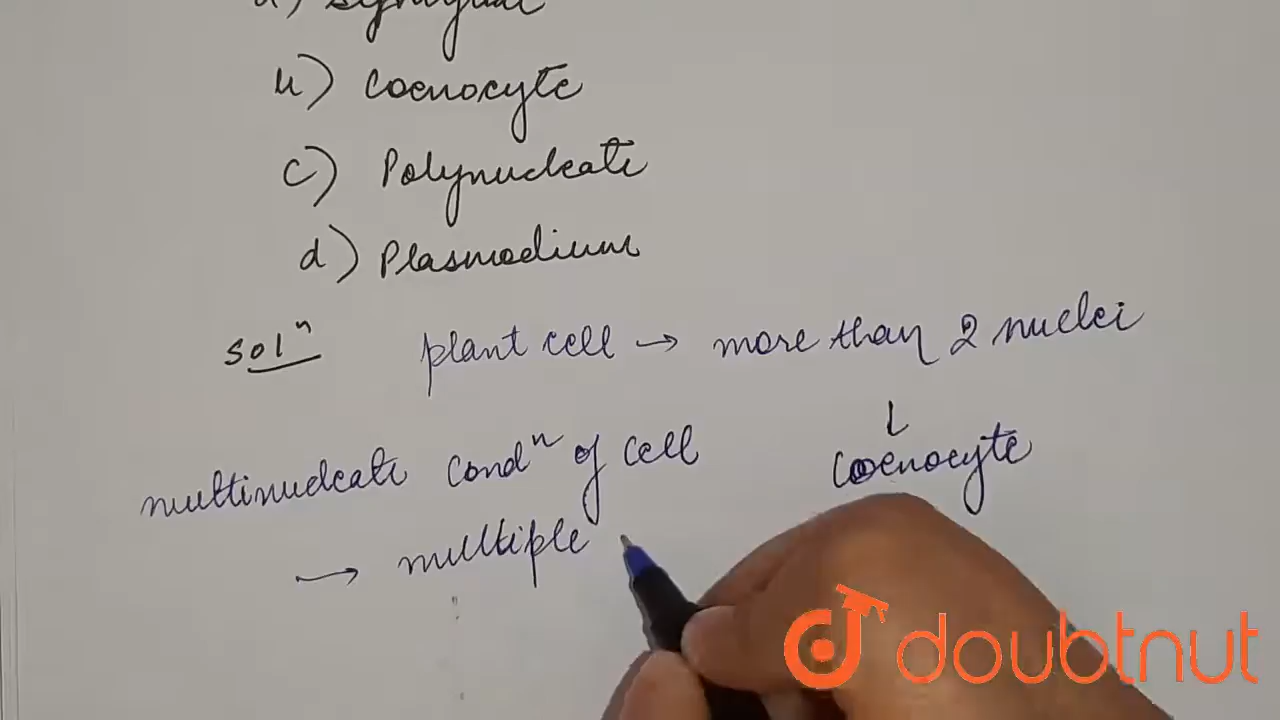 b) Coenocyte
c) Polynucleate
d) Plasmodium
Solⁿ plant cell → more than 2 nuclei
multinucleate condⁿ of cell
coenocyte
→ multiple
doubtnut